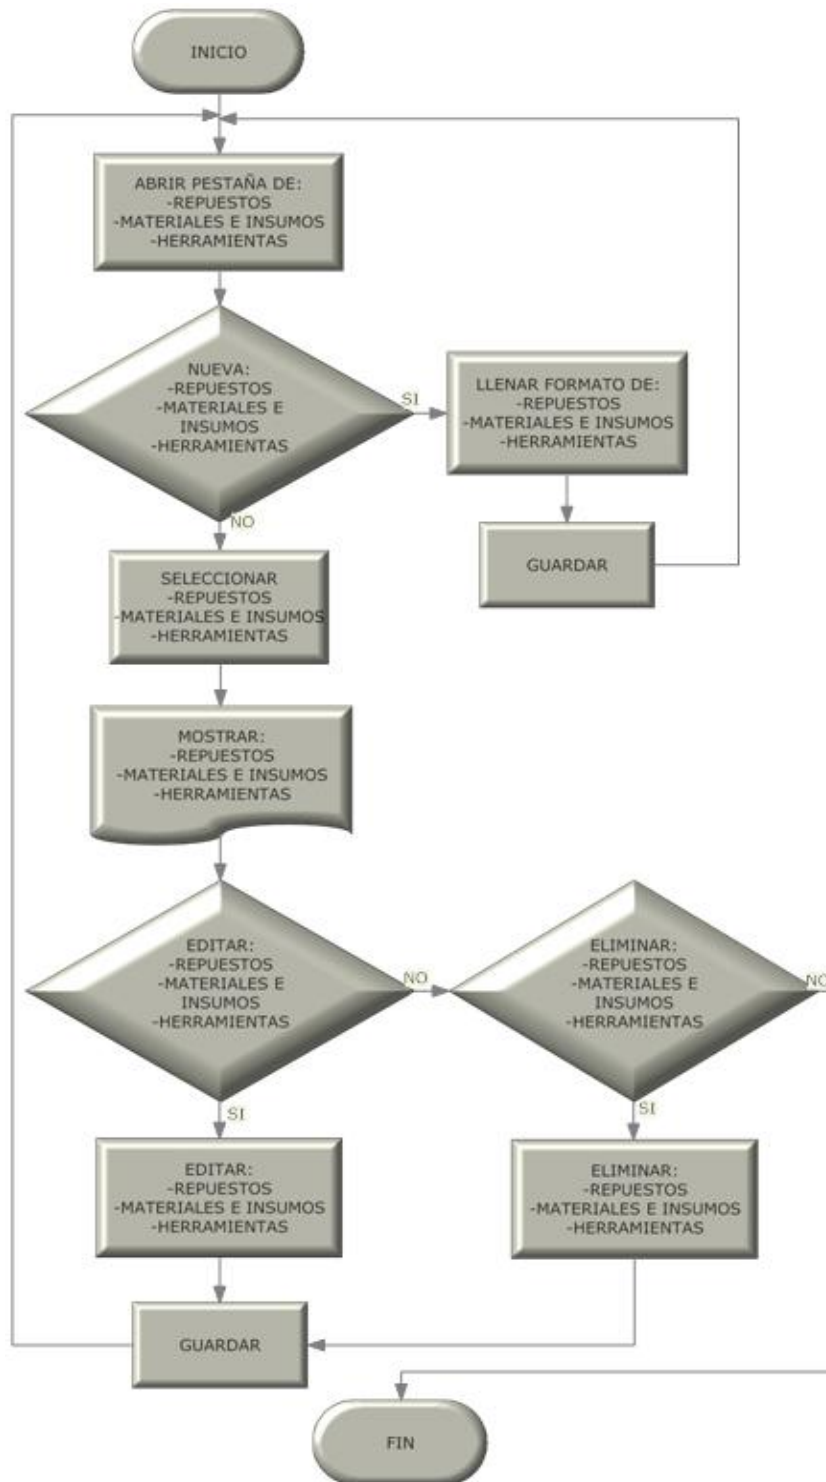 INICIO
ABRIR PESTAÑA DE:
-REPUESTOS
-MATERIALES E INSUMOS
-HERRAMIENTAS
NUEVA:
-REPUESTOS
-MATERIALES E
INSUMOS
-HERRAMIENTAS
SI
LLENAR FORMATO DE:
-REPUESTOS
-MATERIALES E INSUMOS
-HERRAMIENTAS
GUARDAR
NO
SELECCIONAR
-REPUESTOS
-MATERIALES E INSUMOS
-HERRAMIENTAS
MOSTRAR:
-REPUESTOS
-MATERIALES E INSUMOS
-HERRAMIENTAS
EDITAR:
-REPUESTOS
-MATERIALES E
INSUMOS
-HERRAMIENTAS
NO
ELIMINAR:
-REPUESTOS
-MATERIALES E
INSUMOS
-HERRAMIENTAS
NO
SI
SI
EDITAR:
-REPUESTOS
-MATERIALES E INSUMOS
-HERRAMIENTAS
ELIMINAR:
-REPUESTOS
-MATERIALES E INSUMOS
-HERRAMIENTAS
GUARDAR
FIN